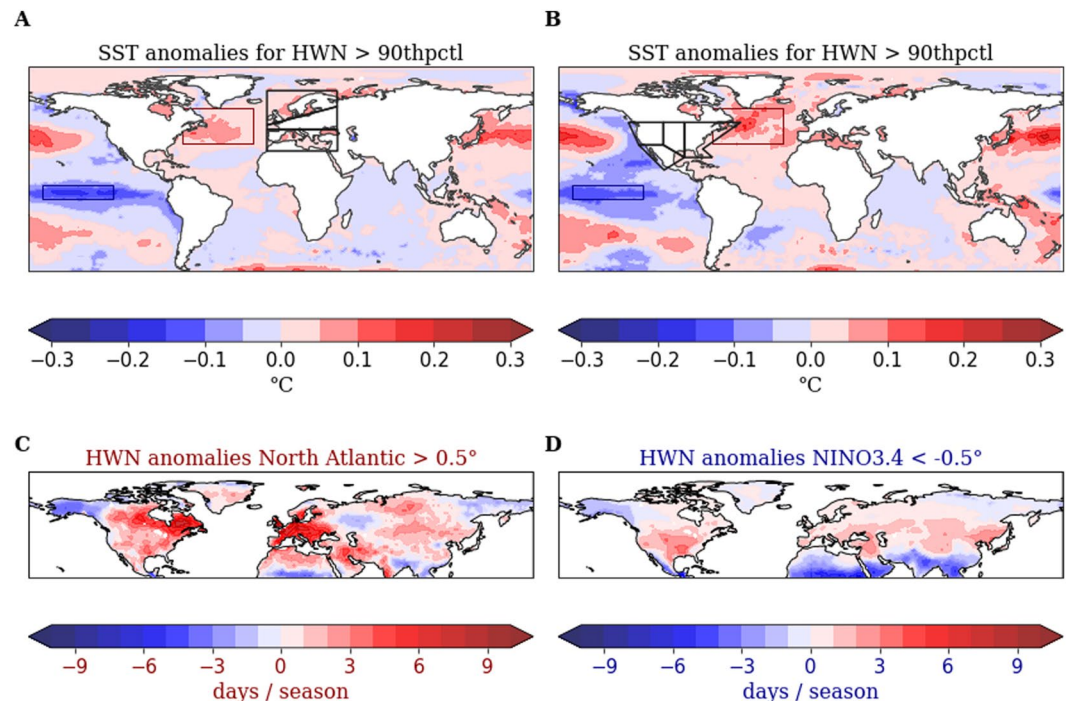 A
B
SST anomalies for HWN > 90thpctl
SST anomalies for HWN > 90thpctl
−0.3 −0.2 −0.1 0.0 0.1 0.2 0.3
°C
−0.3 −0.2 −0.1 0.0 0.1 0.2 0.3
°C
C
D
HWN anomalies North Atlantic > 0.5°
HWN anomalies NINO3.4 < -0.5°
−9 −6 −3 0 3 6 9
days / season
−9 −6 −3 0 3 6 9
days / season